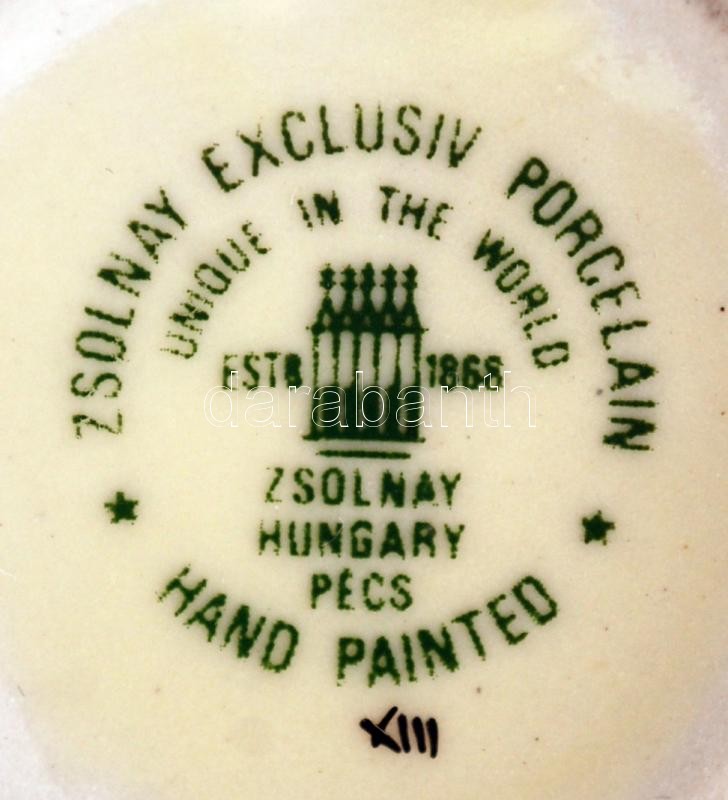 ZSOLNAY EXCLUSIV PORCELAIN
UNIQUE IN THE WORLD
ESTB 1868
darabanth
ZSOLNAY
HUNGARY
PÉCS
HAND PAINTED
XIII